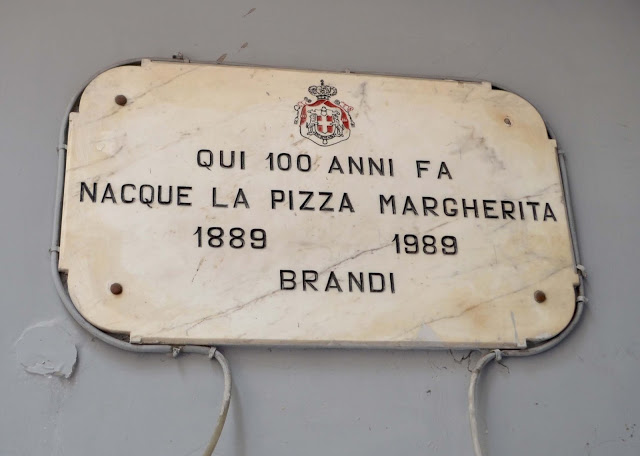 QUI 100 ANNI FA
NACQUE LA PIZZA MARGHERITA
1889 1989
BRANDI